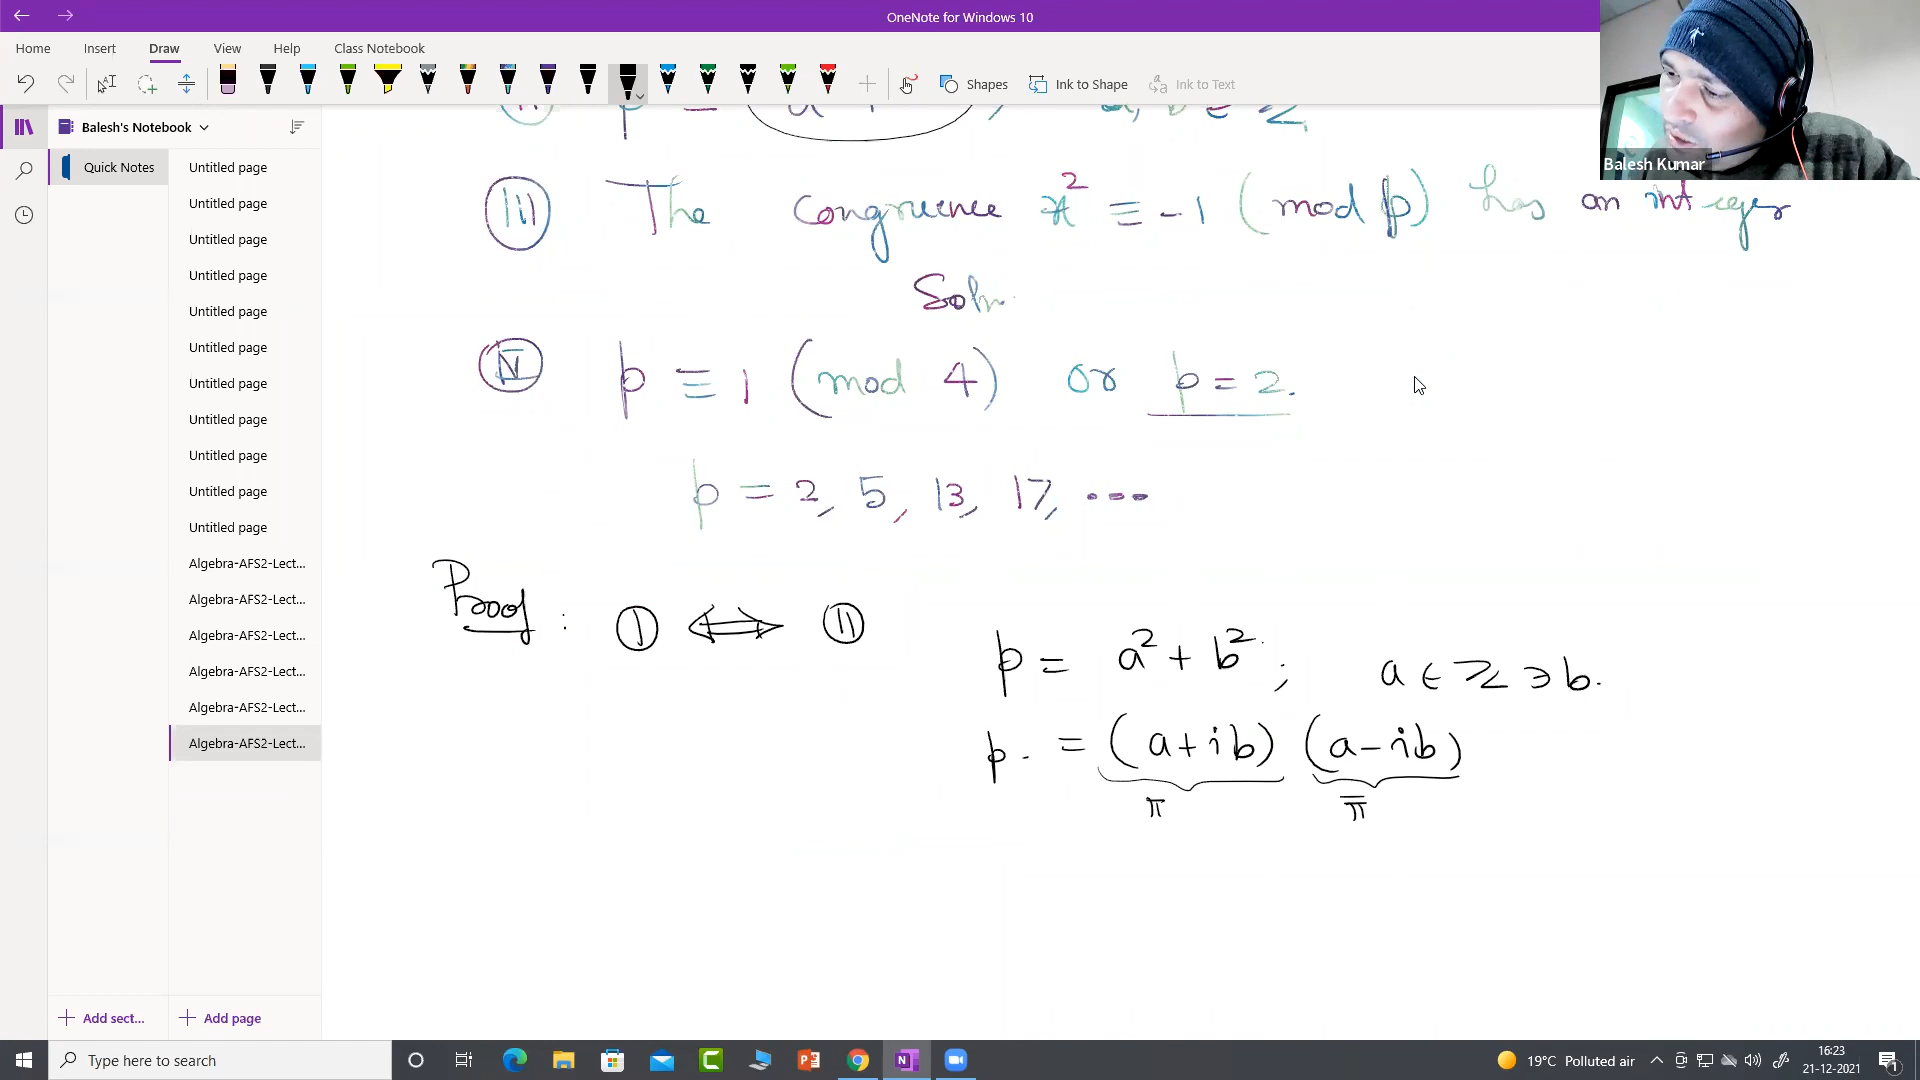 OneNote for Windows 10
Home Insert Draw View Help Class Notebook
Shapes Ink to Shape Ink to Text
Balesh Kumar
Balesh's Notebook
Quick Notes
Untitled page
Untitled page
Untitled page
Untitled page
Untitled page
Untitled page
Untitled page
Untitled page
Untitled page
Untitled page
Untitled page
Algebra-AFS2-Lect...
Algebra-AFS2-Lect...
Algebra-AFS2-Lect...
Algebra-AFS2-Lect...
Algebra-AFS2-Lect...
Algebra-AFS2-Lect...
Add sect...
Add page
(III) The congruence x² ≡ -1 (mod p) has an integer
Soln.
(IV) p ≡ 1 (mod 4) or p = 2.
p = 2, 5, 13, 17, ...
Proof : (I) ⟺ (II)
p = a² + b² ; a ∈ ℤ ∋ b.
p. = (a+ib) (a-ib)
π π̄
Type here to search
19°C Polluted air
16:23
21-12-2021
1